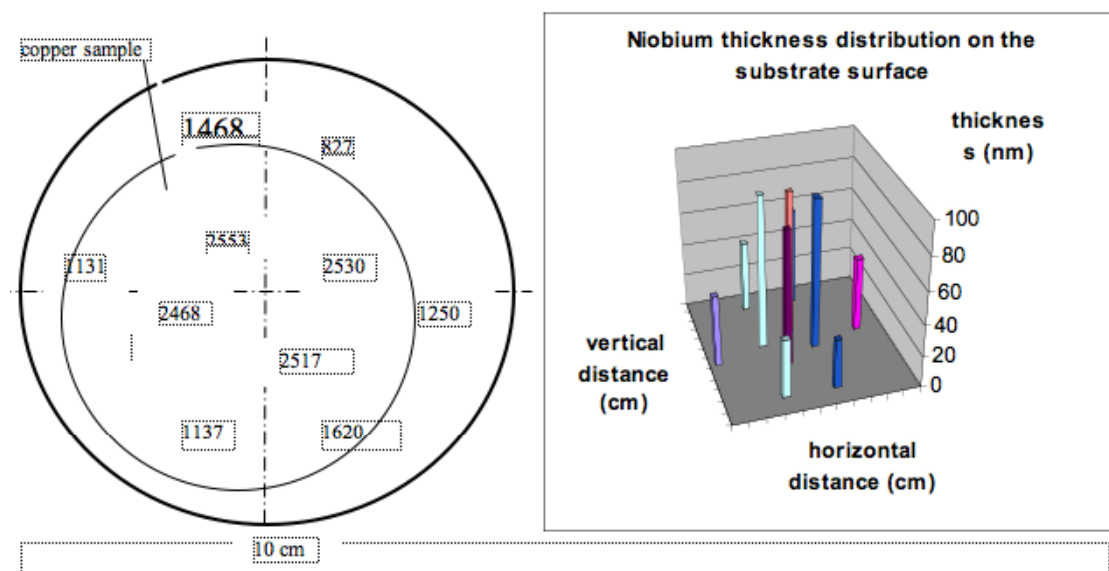 copper sample
1468
827
2553
1131
2530
2468
1250
2517
1137
1620
10 cm
Niobium thickness distribution on the
substrate surface
thicknes
s (nm)
100
80
60
40
20
0
vertical
distance
(cm)
horizontal
distance (cm)